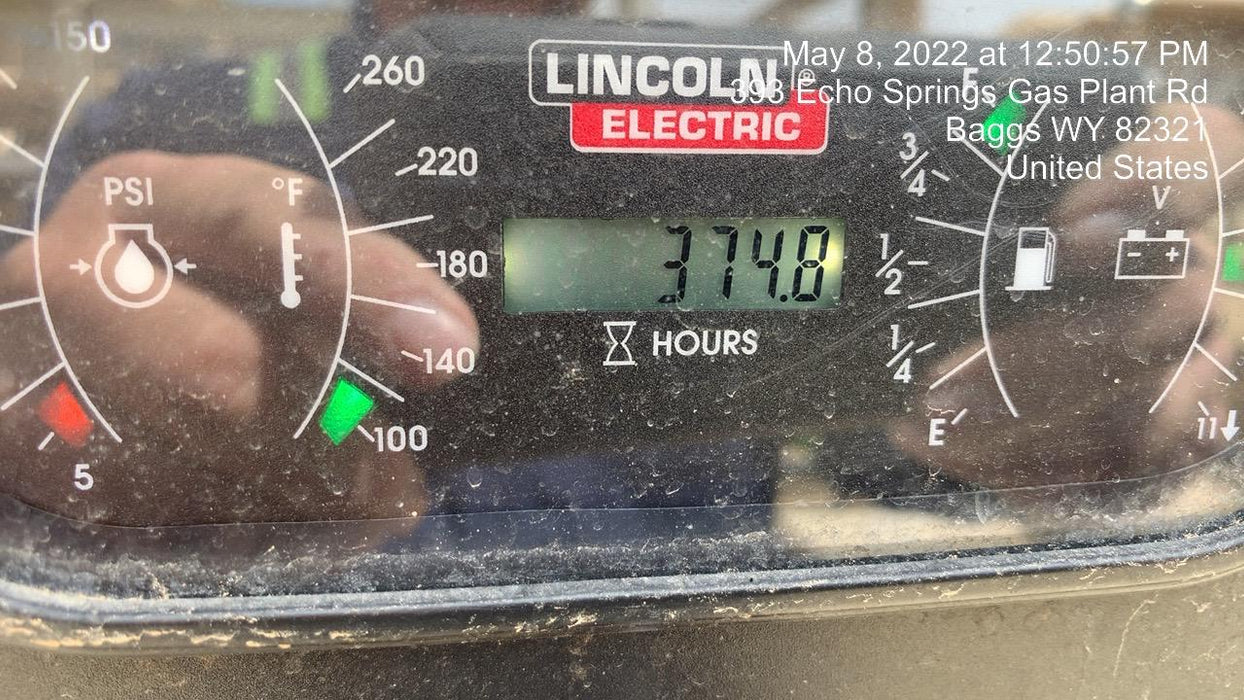 May 8, 2022 at 12:50:57 PM
393 Echo Springs Gas Plant Rd
Baggs WY 82321
United States
LINCOLN®
ELECTRIC
150
PSI
5
°F
260
220
180
140
100
374.8
HOURS
F
3/4
1/2
1/4
E
V
11